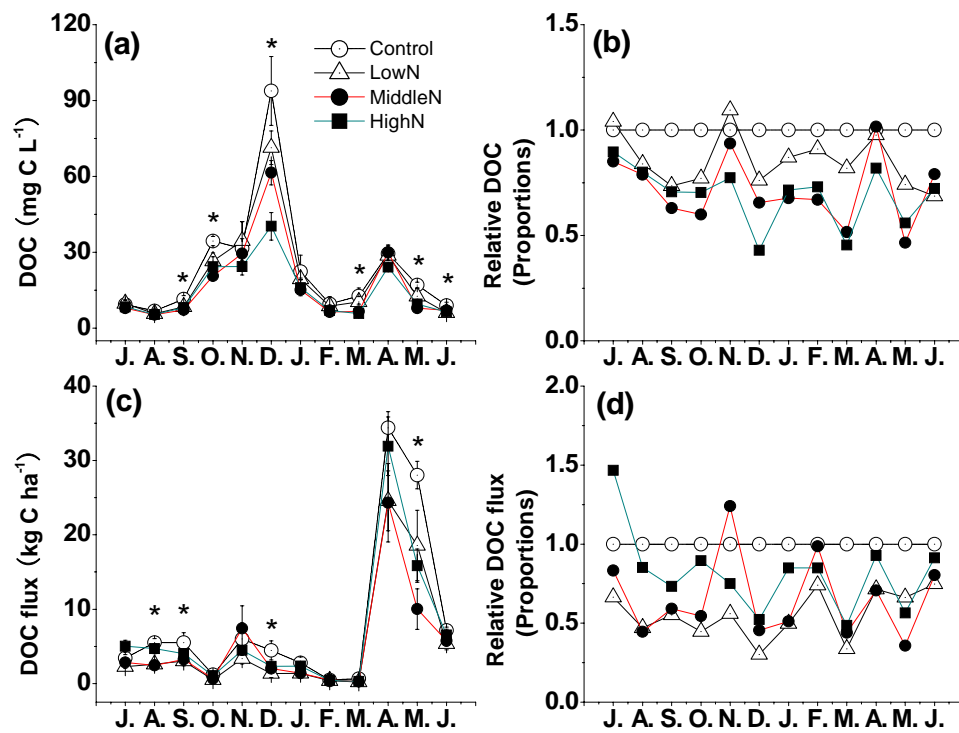 (a)
DOC (mg C L⁻¹)
120
90
60
30
0
* * * * * *
Control
LowN
MiddleN
HighN
J. A. S. O. N. D. J. F. M. A. M. J.
(b)
Relative DOC
(Proportions)
1.5
1.0
0.5
0.0
J. A. S. O. N. D. J. F. M. A. M. J.
(c)
DOC flux (kg C ha⁻¹)
40
30
20
10
0
* * * *
J. A. S. O. N. D. J. F. M. A. M. J.
(d)
Relative DOC flux
(Proportions)
2.0
1.5
1.0
0.5
0.0
J. A. S. O. N. D. J. F. M. A. M. J.